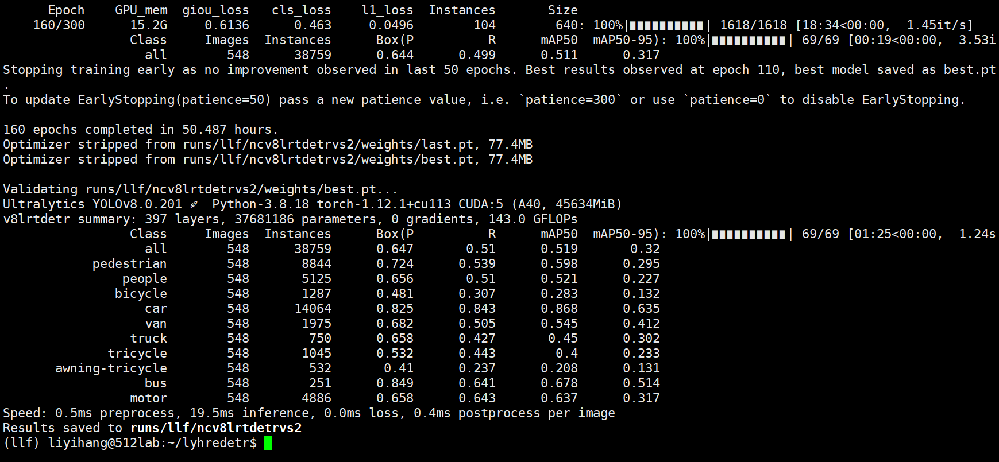 Epoch GPU_mem giou_loss cls_loss l1_loss Instances Size
160/300 15.2G 0.6136 0.463 0.0496 104 640: 100%|██████████| 1618/1618 [18:34<00:00, 1.45it/s]
Class Images Instances Box(P R mAP50 mAP50-95): 100%|██████████| 69/69 [00:19<00:00, 3.53i
all 548 38759 0.644 0.499 0.511 0.317
Stopping training early as no improvement observed in last 50 epochs. Best results observed at epoch 110, best model saved as best.pt
.
To update EarlyStopping(patience=50) pass a new patience value, i.e. `patience=300` or use `patience=0` to disable EarlyStopping.
160 epochs completed in 50.487 hours.
Optimizer stripped from runs/llf/ncv8lrtdetrvs2/weights/last.pt, 77.4MB
Optimizer stripped from runs/llf/ncv8lrtdetrvs2/weights/best.pt, 77.4MB
Validating runs/llf/ncv8lrtdetrvs2/weights/best.pt...
Ultralytics YOLOv8.0.201 🚀 Python-3.8.18 torch-1.12.1+cu113 CUDA:5 (A40, 45634MiB)
v8lrtdetr summary: 397 layers, 37681186 parameters, 0 gradients, 143.0 GFLOPs
Class Images Instances Box(P R mAP50 mAP50-95): 100%|██████████| 69/69 [01:25<00:00, 1.24s
all 548 38759 0.647 0.51 0.519 0.32
pedestrian 548 8844 0.724 0.539 0.598 0.295
people 548 5125 0.656 0.51 0.521 0.227
bicycle 548 1287 0.481 0.307 0.283 0.132
car 548 14064 0.825 0.843 0.868 0.635
van 548 1975 0.682 0.505 0.545 0.412
truck 548 750 0.658 0.427 0.45 0.302
tricycle 548 1045 0.532 0.443 0.4 0.233
awning-tricycle 548 532 0.41 0.237 0.208 0.131
bus 548 251 0.849 0.641 0.678 0.514
motor 548 4886 0.658 0.643 0.637 0.317
Speed: 0.5ms preprocess, 19.5ms inference, 0.0ms loss, 0.4ms postprocess per image
Results saved to runs/llf/ncv8lrtdetrvs2
(llf) liyihang@512lab:~/lyhredetr$